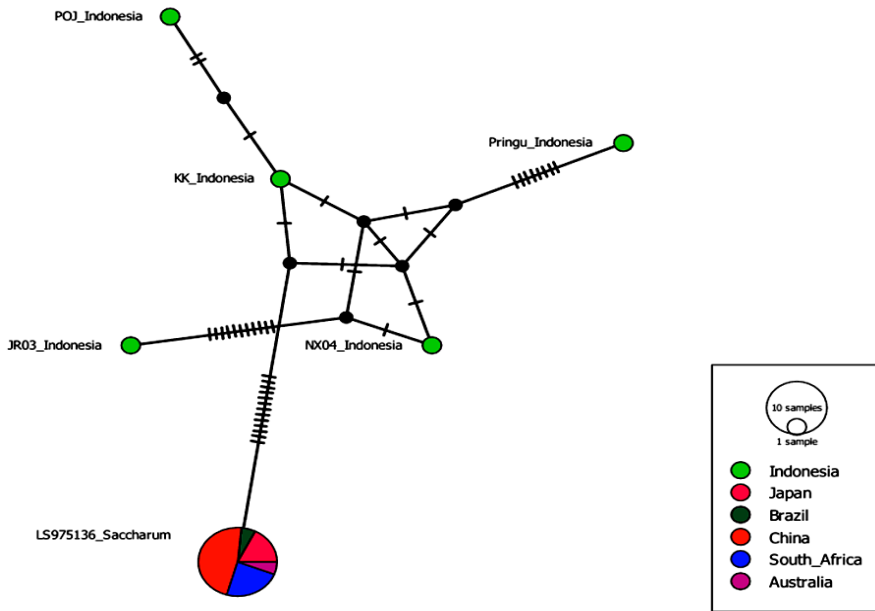 POJ_Indonesia
Pringu_Indonesia
KK_Indonesia
JR03_Indonesia
NX04_Indonesia
LS975136_Saccharum
10 samples
1 sample
Indonesia
Japan
Brazil
China
South_Africa
Australia